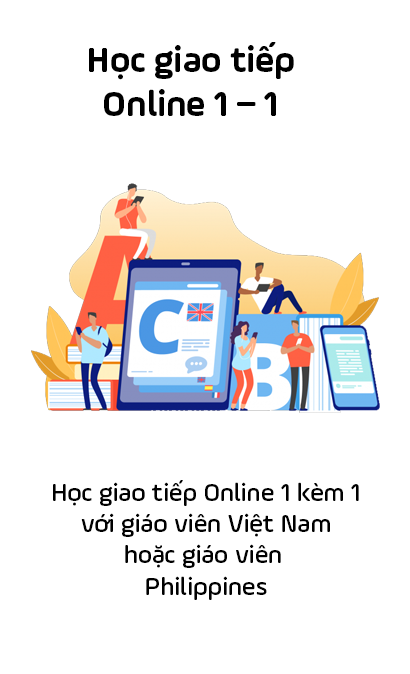 Học giao tiếp
Online 1 – 1
A
C
B
Học giao tiếp Online 1 kèm 1
với giáo viên Việt Nam
hoặc giáo viên
Philippines